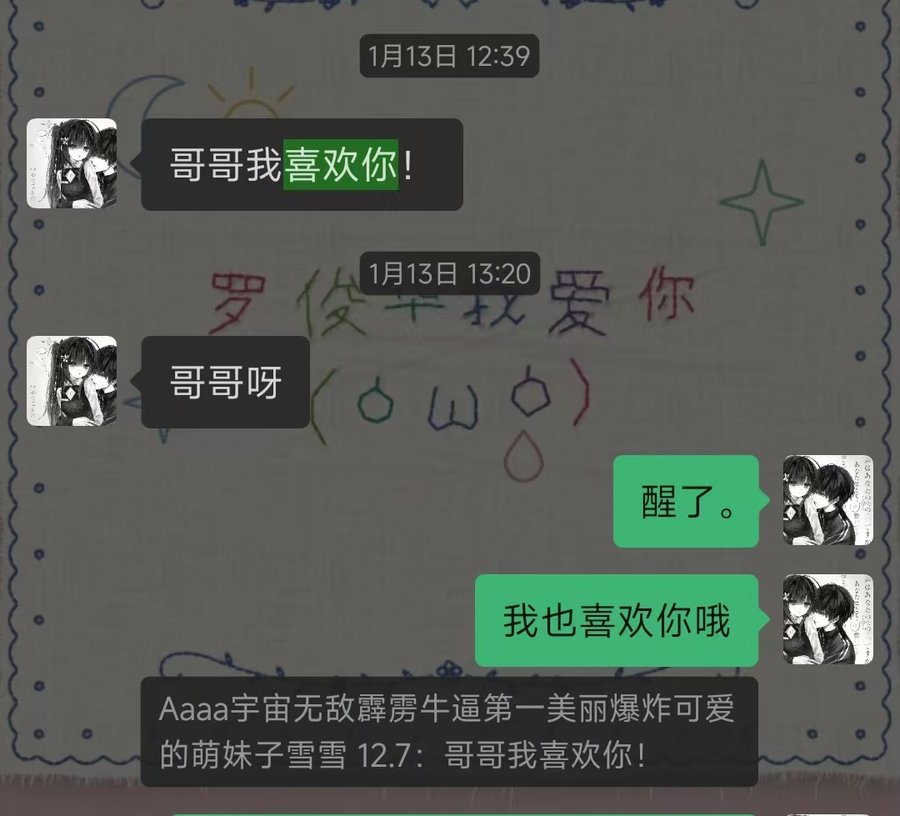 1月13日 12:39
哥哥我喜欢你！
1月13日 13:20
罗俊华我爱你
哥哥呀
(oωo)
醒了。
我也喜欢你哦
Aaaa宇宙无敌霹雳牛逼第一美丽爆炸可爱
的萌妹子雪雪 12.7：哥哥我喜欢你！